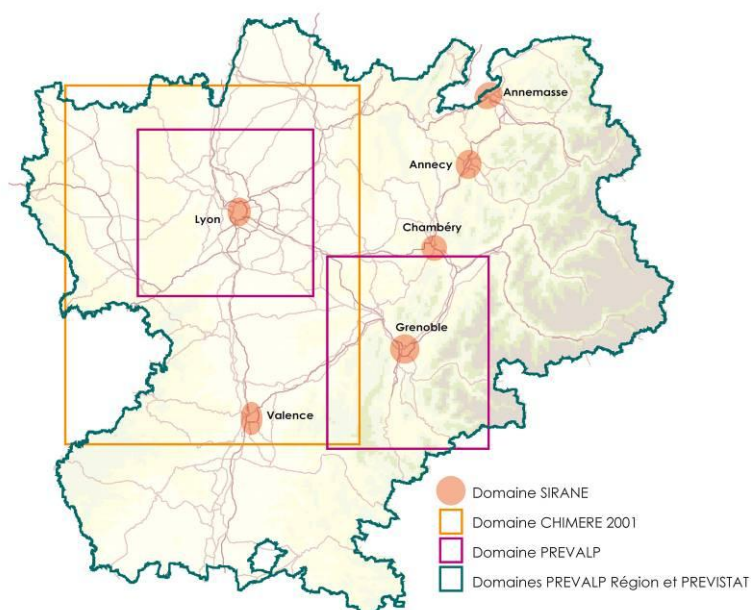 Annemasse
Annecy
Lyon
Chambéry
Grenoble
Valence
Domaine SIRANE
Domaine CHIMERE 2001
Domaine PREVALP
Domaines PREVALP Région et PREVISTAT